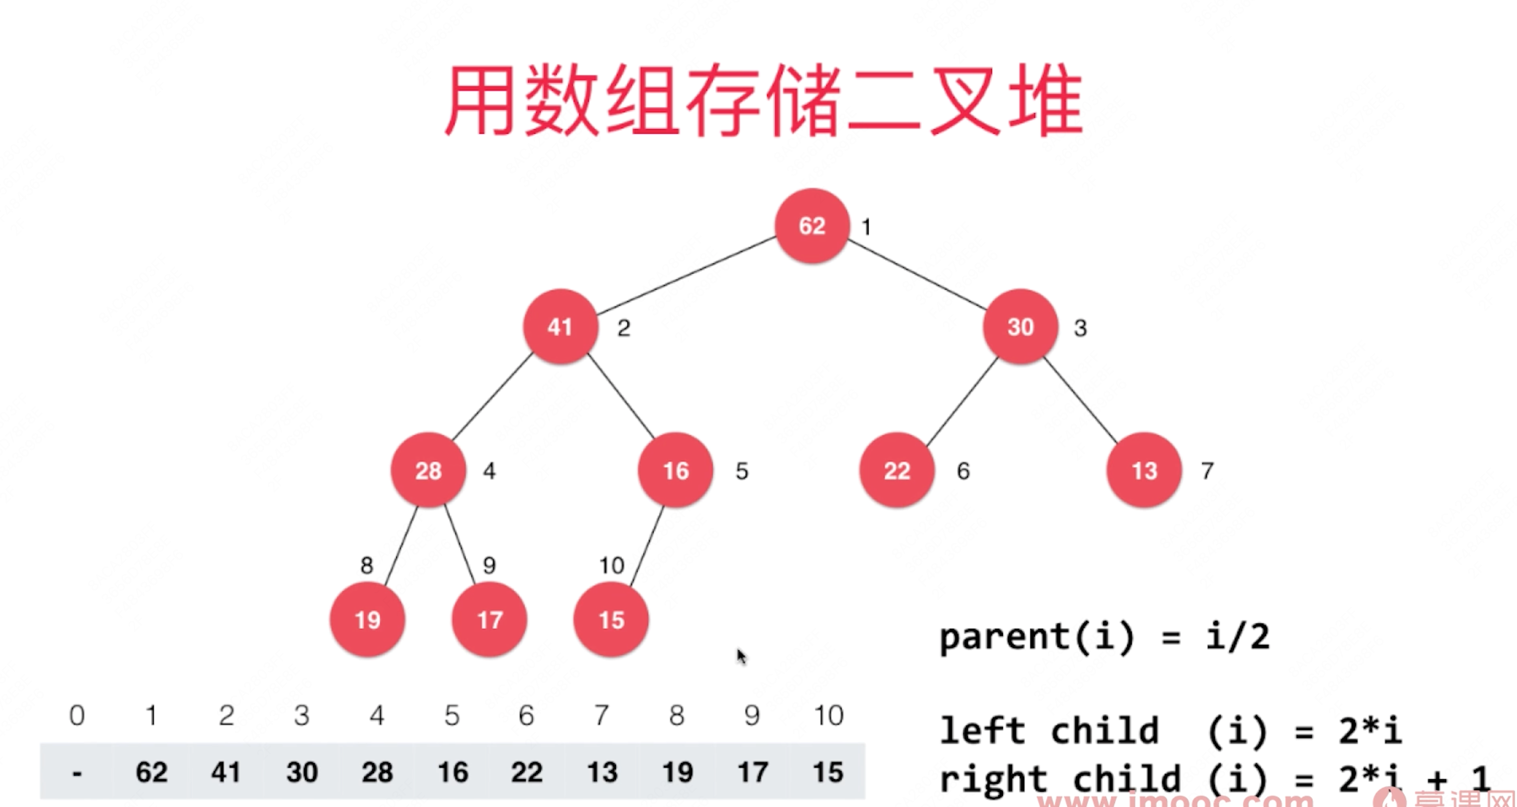 用数组存储二叉堆
62 1
41 2 30 3
28 4 16 5 22 6 13 7
8 9 10
19 17 15
parent(i) = i/2
left child (i) = 2*i
right child (i) = 2*i + 1
0 1 2 3 4 5 6 7 8 9 10
- 62 41 30 28 16 22 13 19 17 15
www.imooc.com 慕课网